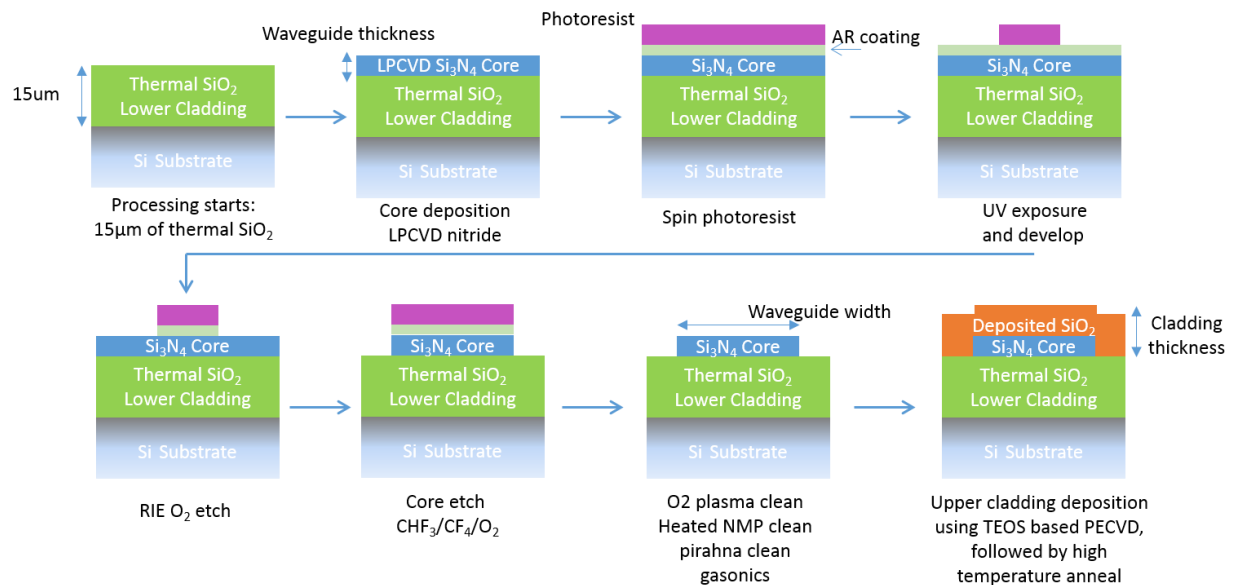 Photoresist
Waveguide thickness
AR coating
15um
Thermal SiO₂
Lower Cladding
Si Substrate
Processing starts:
15µm of thermal SiO₂
LPCVD Si₃N₄ Core
Thermal SiO₂
Lower Cladding
Si Substrate
Core deposition
LPCVD nitride
Si₃N₄ Core
Thermal SiO₂
Lower Cladding
Si Substrate
Spin photoresist
Si₃N₄ Core
Thermal SiO₂
Lower Cladding
Si Substrate
UV exposure
and develop
Si₃N₄ Core
Thermal SiO₂
Lower Cladding
Si Substrate
RIE O₂ etch
Si₃N₄ Core
Thermal SiO₂
Lower Cladding
Si Substrate
Core etch
CHF₃/CF₄/O₂
Waveguide width
Si₃N₄ Core
Thermal SiO₂
Lower Cladding
Si Substrate
O2 plasma clean
Heated NMP clean
pirahna clean
gasonics
Deposited SiO₂
Si₃N₄ Core
Cladding
thickness
Thermal SiO₂
Lower Cladding
Si Substrate
Upper cladding deposition
using TEOS based PECVD,
followed by high
temperature anneal